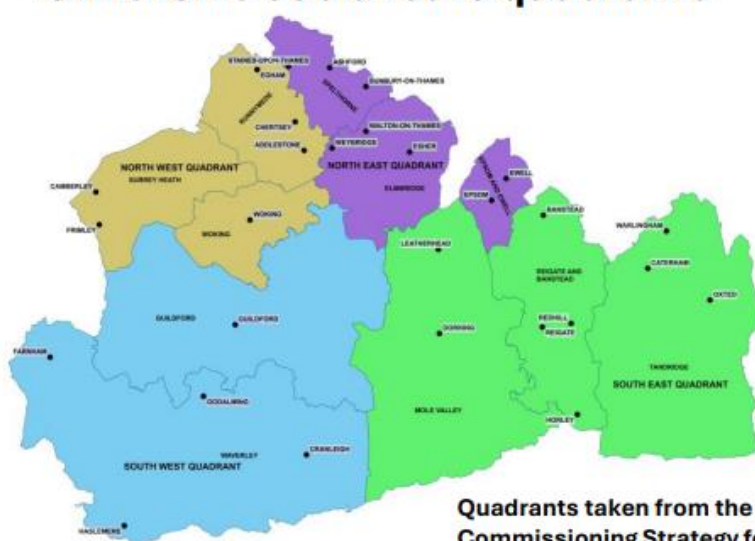 STAINES-UPON-THAMES
ASHFORD
EGHAM
SUNBURY-ON-THAMES
SPELTHORNE
RUNNYMEDE
CHERTSEY
WALTON-ON-THAMES
ADDLESTONE
WEYBRIDGE
ESHER
NORTH WEST QUADRANT
NORTH EAST QUADRANT
SURREY HEATH
ELMBRIDGE
EPSOM AND EWELL
EWELL
EPSOM
CAMBERLEY
FRIMLEY
WOKING
WOKING
BANSTEAD
WARLINGHAM
LEATHERHEAD
CATERHAM
REIGATE AND
BANSTEAD
OXTED
GUILDFORD
GUILDFORD
REDHILL
REIGATE
DORKING
FARNHAM
TANDRIDGE
SOUTH EAST QUADRANT
GODALMING
MOLE VALLEY
HORLEY
CRANLEIGH
WAVERLEY
SOUTH WEST QUADRANT
HASLEMERE
Quadrants taken from the